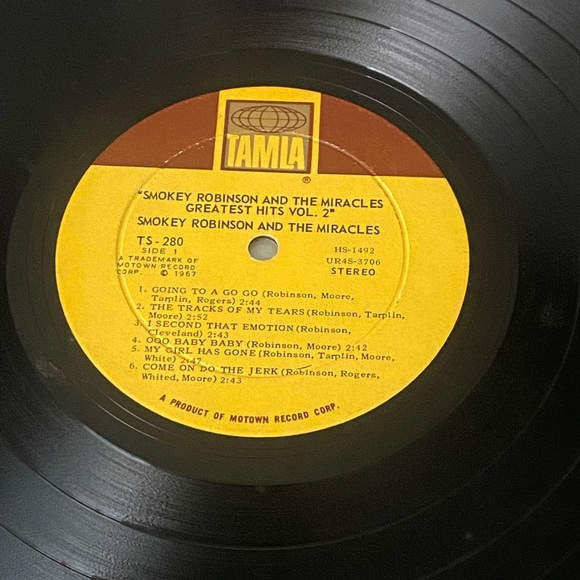 TAMLA
®
"SMOKEY ROBINSON AND THE MIRACLES
GREATEST HITS VOL. 2"
SMOKEY ROBINSON AND THE MIRACLES
TS-280
SIDE 1
A TRADEMARK OF
MOTOWN RECORD
CORP. © 1967
HS-1492
UR4S-3706
STEREO
1. GOING TO A GO GO (Robinson, Moore,
Tarplin, Rogers) 2:44
2. THE TRACKS OF MY TEARS (Robinson, Tarplin,
Moore) 2:52
3. I SECOND THAT EMOTION (Robinson,
Cleveland) 2:43
4. OOO BABY BABY (Robinson, Moore) 2:42
5. MY GIRL HAS GONE (Robinson, Tarplin, Moore,
White) 2:47
6. COME ON DO THE JERK (Robinson, Rogers,
Whited, Moore) 2:43
A PRODUCT OF MOTOWN RECORD CORP.